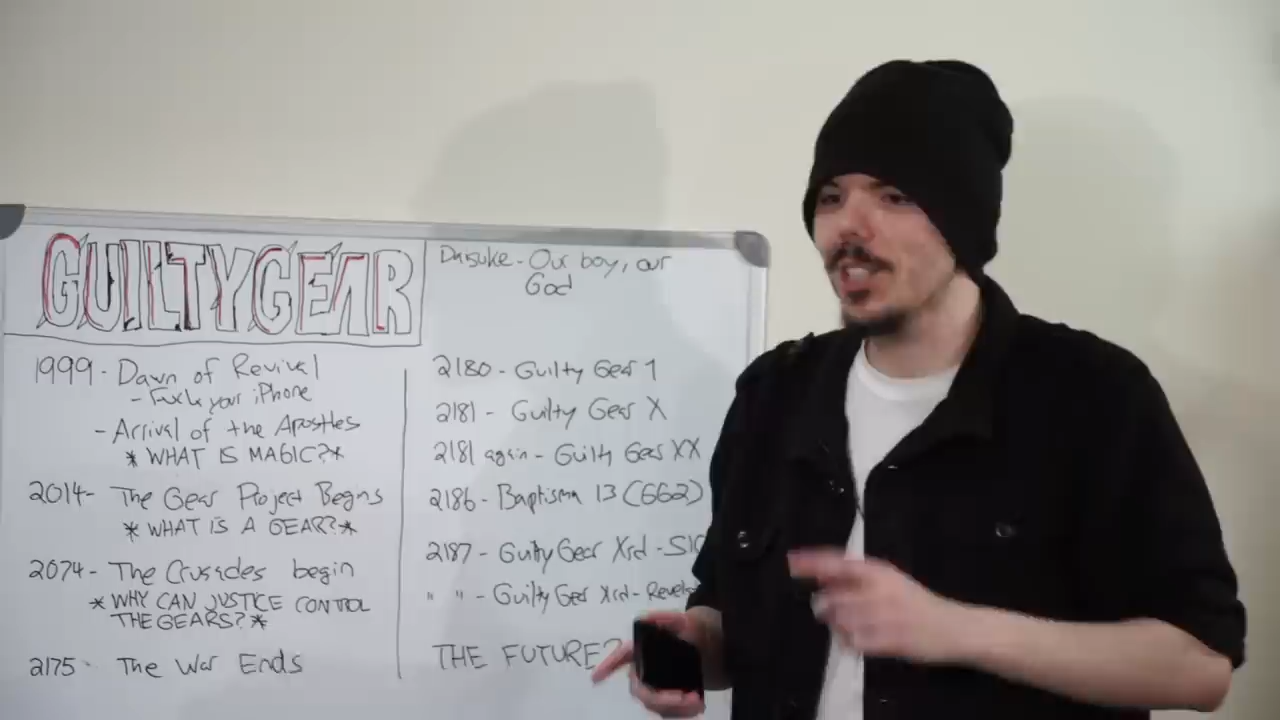 GUILTYGEAR
1999 - Dawn of Revival
- Fuck your iPhone
- Arrival of the Apostles
* WHAT IS MAGIC? *
2014 - The Gear Project Begins
* WHAT IS A GEAR? *
2074 - The Crusades begin
* WHY CAN JUSTICE CONTROL
THE GEARS? *
2175 - The War Ends
Daisuke - Our boy, our
God
2180 - Guilty Gear 1
2181 - Guilty Gear X
2181 again - Guilty Gear XX
2186 - Baptisma 13 (GG2)
2187 - Guilty Gear Xrd - SIG
" " - Guilty Gear Xrd - Revela
THE FUTURE?